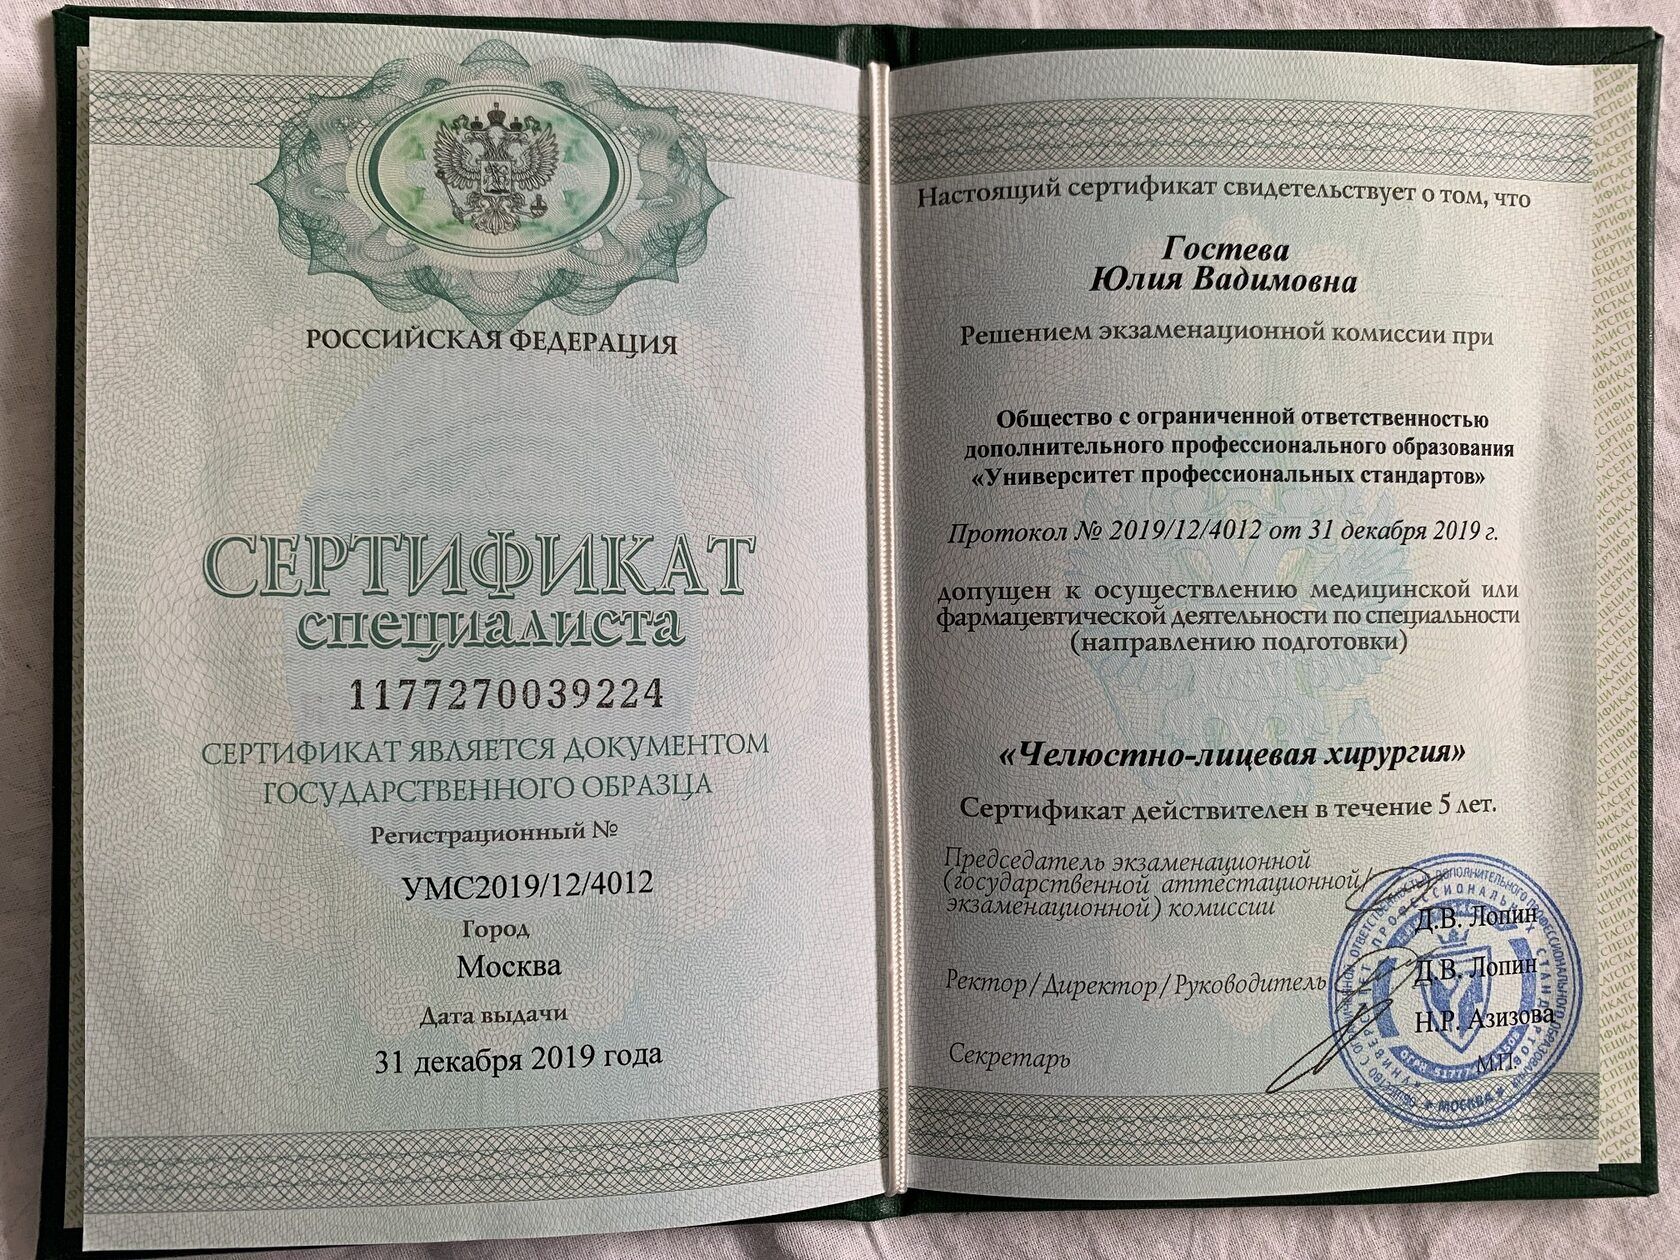 РОССИЙСКАЯ ФЕДЕРАЦИЯ
СЕРТИФИКАТ
специалиста
1177270039224
СЕРТИФИКАТ ЯВЛЯЕТСЯ ДОКУМЕНТОМ
ГОСУДАРСТВЕННОГО ОБРАЗЦА
Регистрационный №
УМС2019/12/4012
Город
Москва
Дата выдачи
31 декабря 2019 года
Настоящий сертификат свидетельствует о том, что
Гостева
Юлия Вадимовна
Решением экзаменационной комиссии при
Общество с ограниченной ответственностью
дополнительного профессионального образования
«Университет профессиональных стандартов»
Протокол № 2019/12/4012 от 31 декабря 2019 г.
допущен к осуществлению медицинской или
фармацевтической деятельности по специальности
(направлению подготовки)
«Челюстно-лицевая хирургия»
Сертификат действителен в течение 5 лет.
Председатель экзаменационной
(государственной аттестационной/
экзаменационной) комиссии
Д.В. Лопин
Ректор/Директор/Руководитель
Д.В. Лопин
Н.Р. Азизова
Секретарь
М.П.
МОСКВА